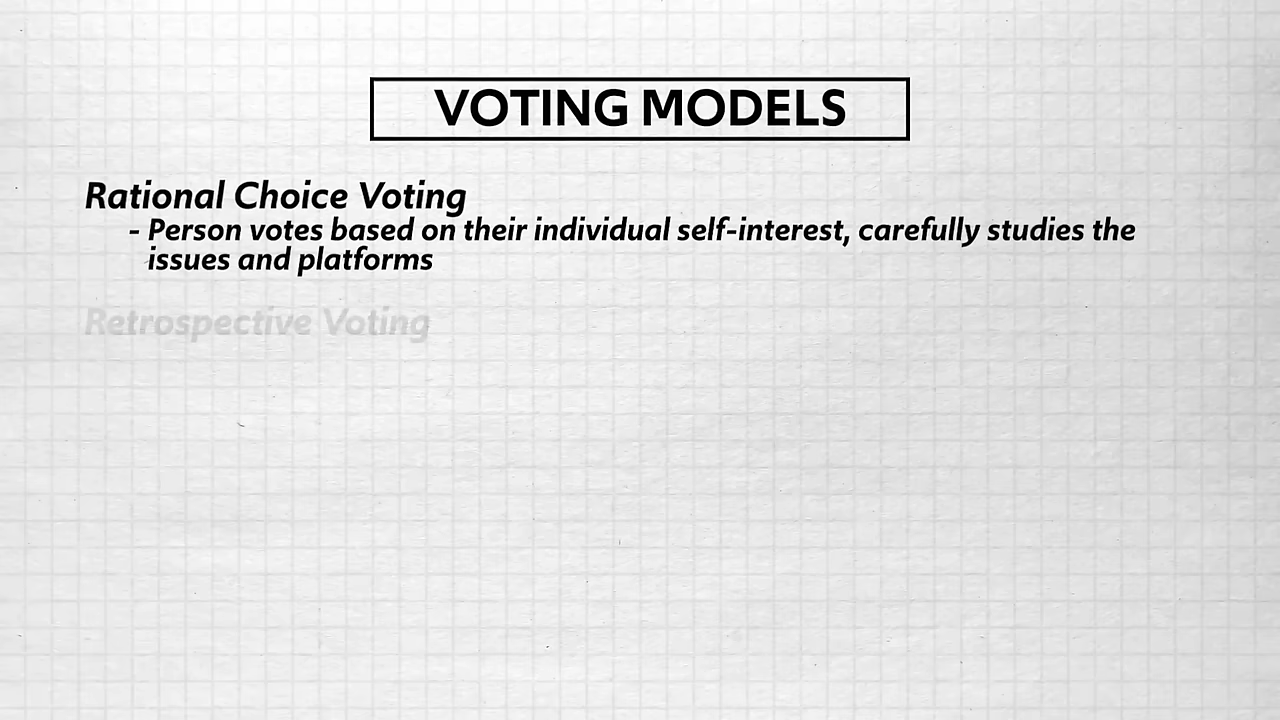 VOTING MODELS
Rational Choice Voting
- Person votes based on their individual self-interest, carefully studies the
issues and platforms
Retrospective Voting